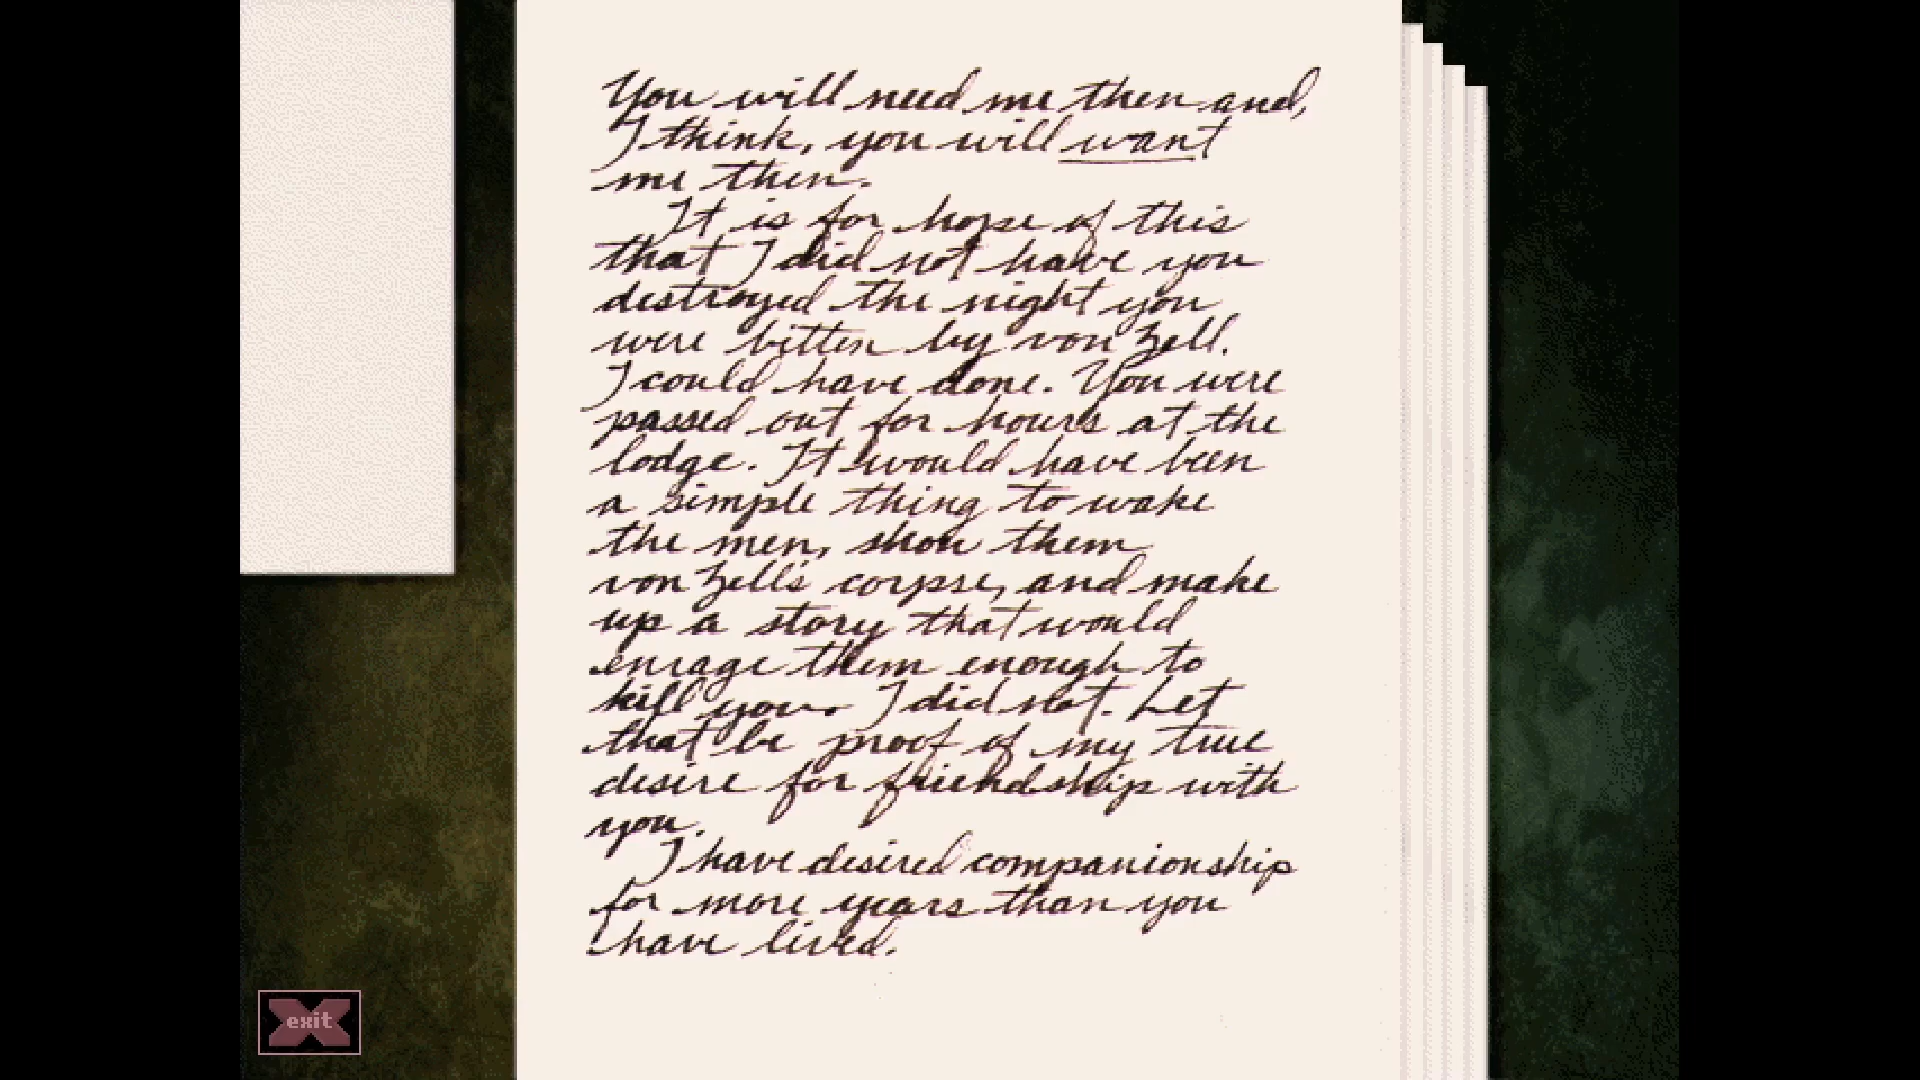 You will need me then and,
I think, you will want
me then.
It is for hope of this
that I did not have you
destroyed the night you
were bitten by von Zell.
I could have done. You were
passed out for hours at the
lodge. It would have been
a simple thing to wake
the men, show them
von Zell's corpse, and make
up a story that would
enrage them enough to
kill you. I did not. Let
that be proof of my true
desire for friendship with
you.
I have desired companionship
for more years than you
have lived.
exit